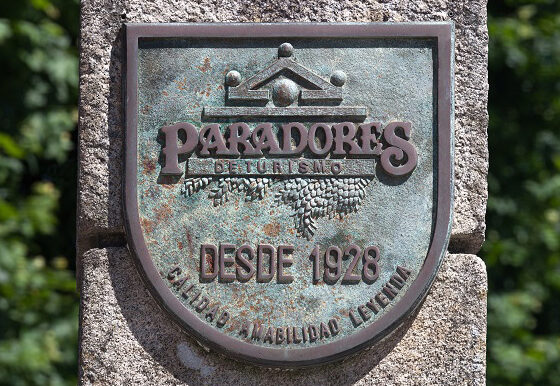 PARADORES
DE TURISMO
DESDE 1928
CALIDAD AMABILIDAD LEYENDA